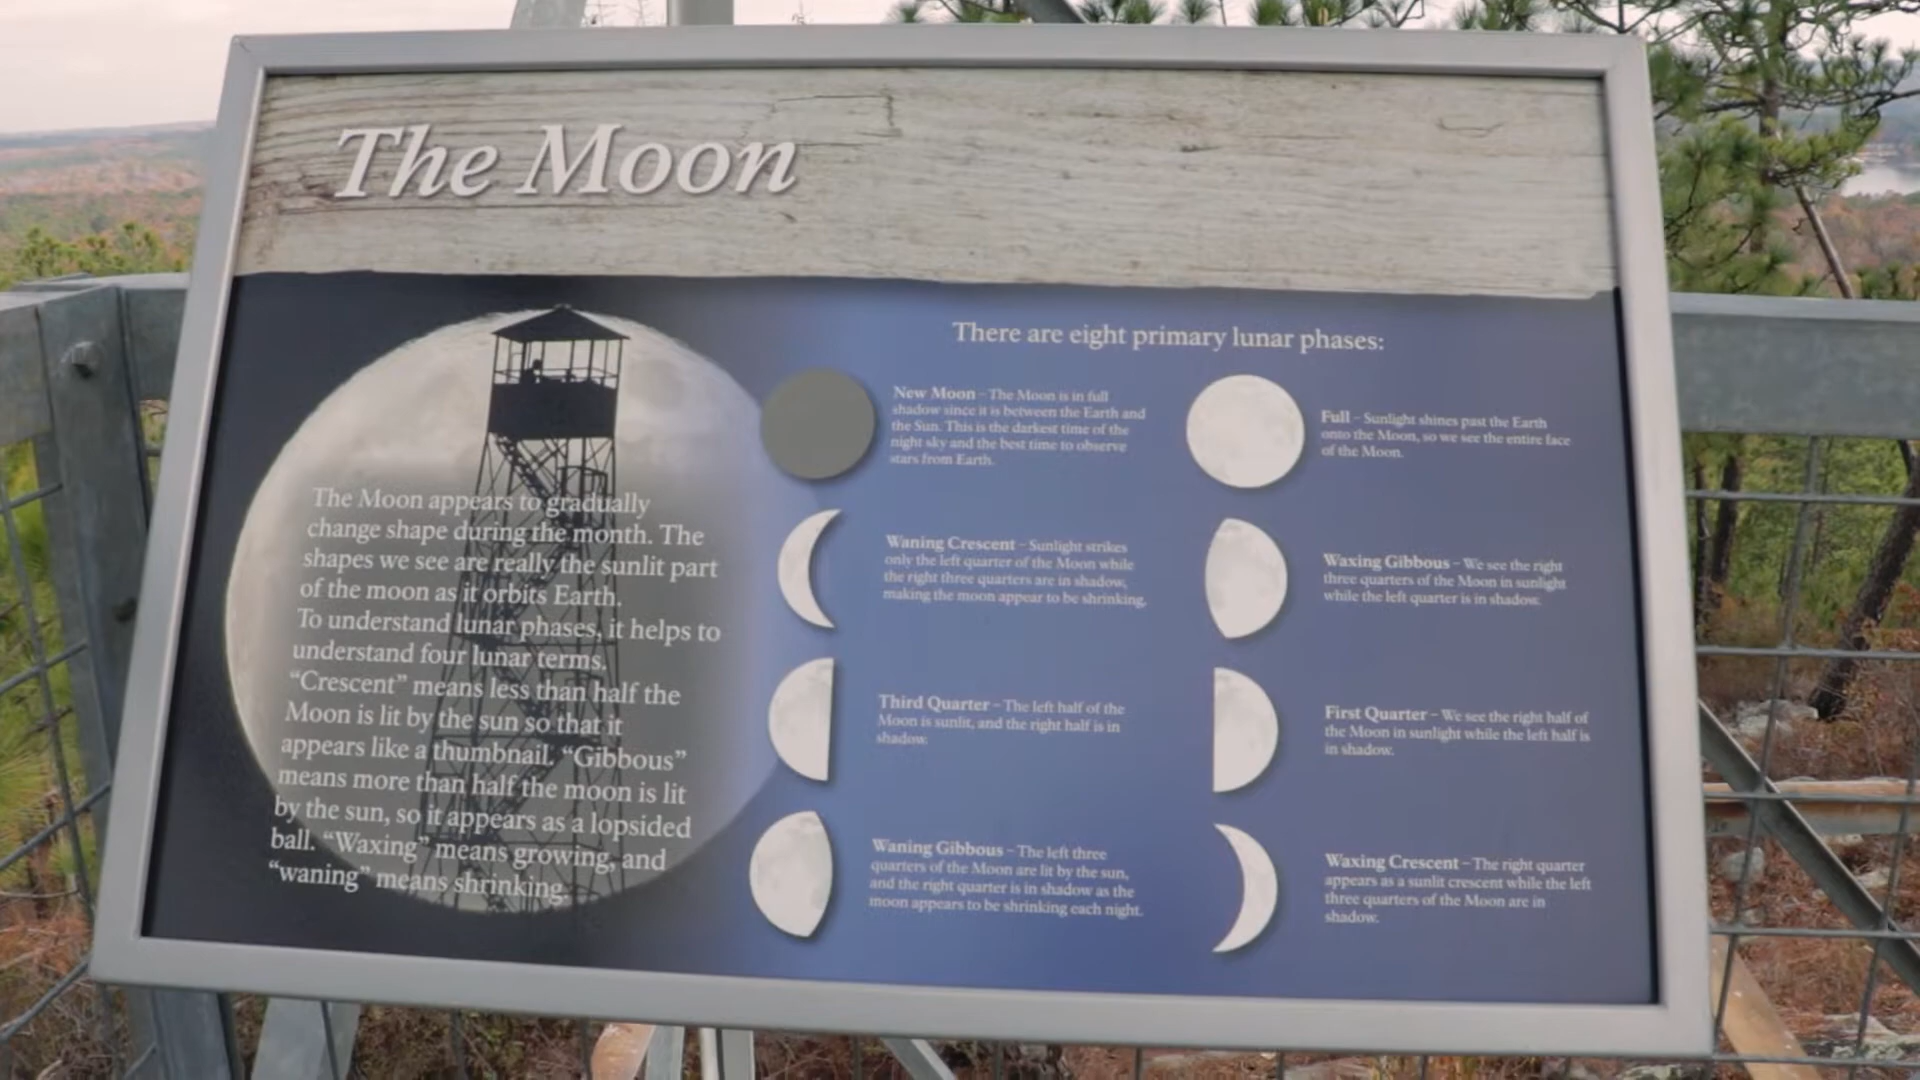 The Moon
The Moon appears to gradually
change shape during the month. The
shapes we see are really the sunlit part
of the moon as it orbits Earth.
To understand lunar phases, it helps to
understand four lunar terms.
“Crescent” means less than half the
Moon is lit by the sun so that it
appears like a thumbnail. “Gibbous”
means more than half the moon is lit
by the sun, so it appears as a lopsided
ball. “Waxing” means growing, and
“waning” means shrinking.
There are eight primary lunar phases:
New Moon – The Moon is in full
shadow since it is between the Earth and
the Sun. This is the darkest time of the
night sky and the best time to observe
stars from Earth.
Waning Crescent – Sunlight strikes
only the left quarter of the Moon while
the right three quarters are in shadow,
making the moon appear to be shrinking.
Third Quarter – The left half of the
Moon is sunlit, and the right half is in
shadow.
Waning Gibbous – The left three
quarters of the Moon are lit by the sun,
and the right quarter is in shadow as the
moon appears to be shrinking each night.
Full – Sunlight shines past the Earth
onto the Moon, so we see the entire face
of the Moon.
Waxing Gibbous – We see the right
three quarters of the Moon in sunlight
while the left quarter is in shadow.
First Quarter – We see the right half of
the Moon in sunlight while the left half is
in shadow.
Waxing Crescent – The right quarter
appears as a sunlit crescent while the left
three quarters of the Moon are in
shadow.